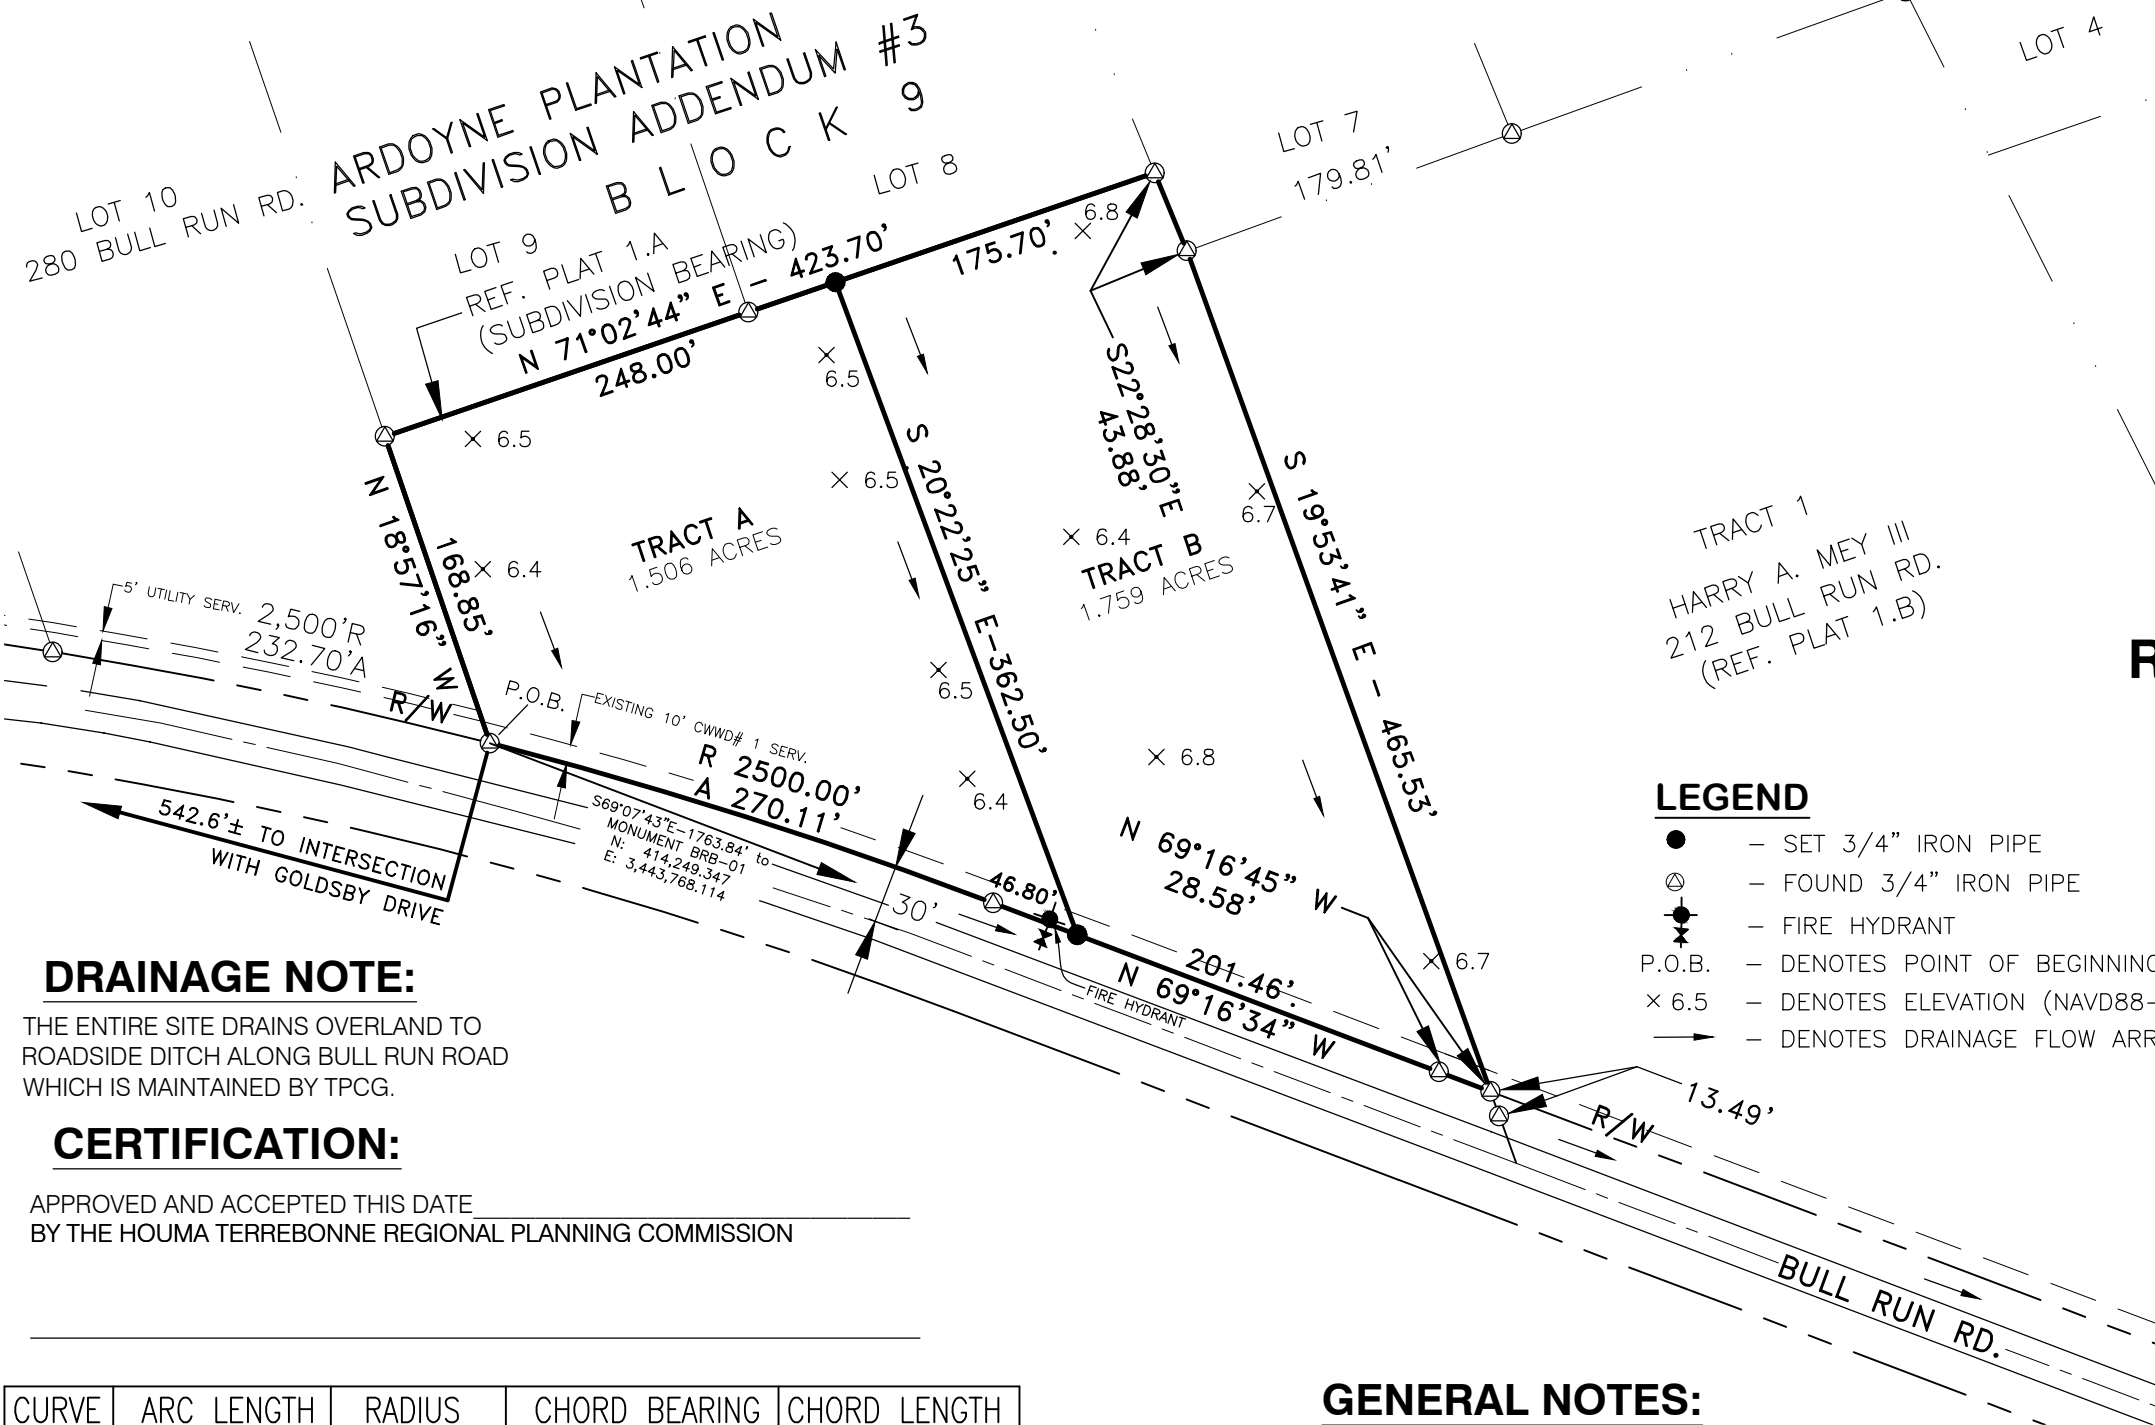 ARDOYNE PLANTATION
SUBDIVISION ADDENDUM #3
BLOCK 9
LOT 4
LOT 7
179.81'
LOT 8
LOT 10
280 BULL RUN RD.
LOT 9
REF. PLAT 1.A
(SUBDIVISION BEARING)
N 71°02'44" E - 423.70'
248.00'
175.70'
6.8
6.5
6.5
6.5
6.4
6.4
6.7
6.5
6.8
6.4
6.7
N 18°57'16" W
168.85'
TRACT A
1.506 ACRES
S 20°22'25" E-362.50'
S22°28'30"E
43.88'
TRACT B
1.759 ACRES
S 19°53'41" E - 465.53'
TRACT 1
HARRY A. MEY III
212 BULL RUN RD.
(REF. PLAT 1.B)
R
5' UTILITY SERV.
2,500'R
232.70'A
R/W
P.O.B.
EXISTING 10' CWWD# 1 SERV.
R 2500.00'
A 270.11'
S69°07'43"E-1763.84' to
MONUMENT BRB-01
N: 414,249.347
E: 3,443,768.114
542.6'± TO INTERSECTION
WITH GOLDSBY DRIVE
30'
46.80'
FIRE HYDRANT
N 69°16'45" W
28.58'
201.46'
N 69°16'34" W
13.49'
R/W
BULL RUN RD.
LEGEND
- SET 3/4" IRON PIPE
- FOUND 3/4" IRON PIPE
- FIRE HYDRANT
P.O.B. - DENOTES POINT OF BEGINNING
× 6.5 - DENOTES ELEVATION (NAVD88-
- DENOTES DRAINAGE FLOW ARR
DRAINAGE NOTE:
THE ENTIRE SITE DRAINS OVERLAND TO
ROADSIDE DITCH ALONG BULL RUN ROAD
WHICH IS MAINTAINED BY TPCG.
CERTIFICATION:
APPROVED AND ACCEPTED THIS DATE
BY THE HOUMA TERREBONNE REGIONAL PLANNING COMMISSION
CURVE ARC LENGTH RADIUS CHORD BEARING CHORD LENGTH
GENERAL NOTES: